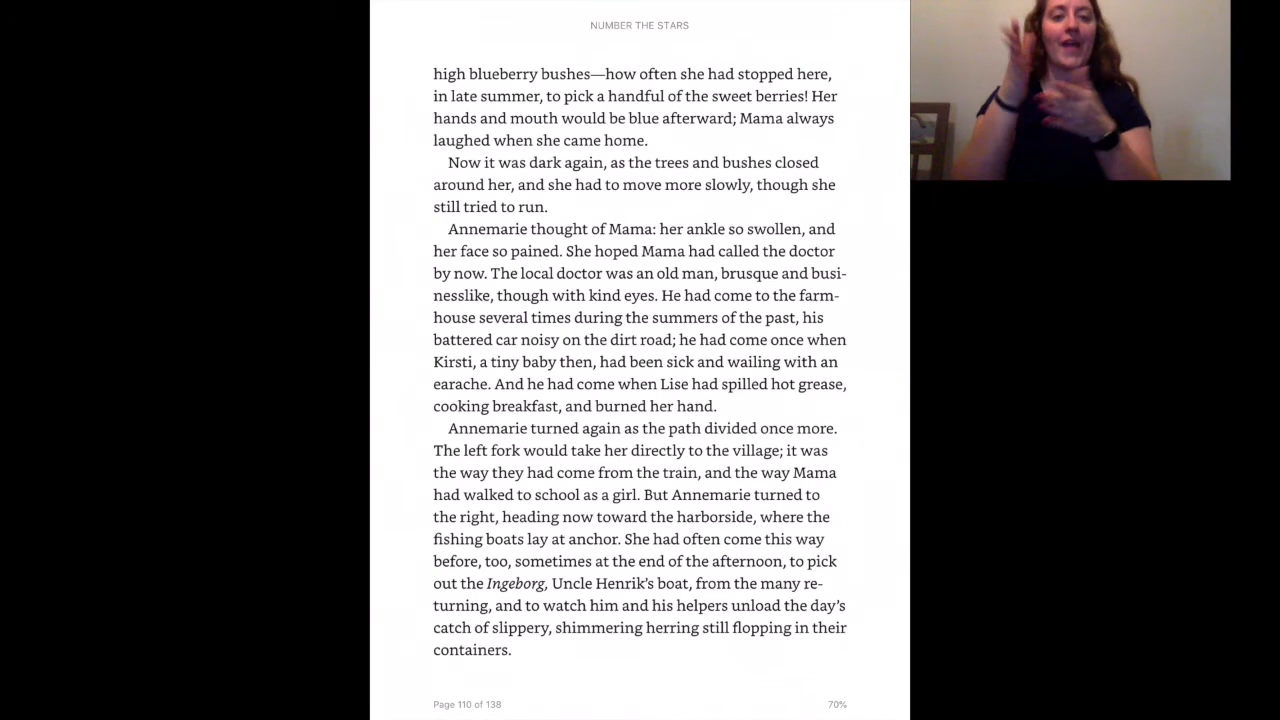 NUMBER THE STARS
high blueberry bushes—how often she had stopped here,
in late summer, to pick a handful of the sweet berries! Her
hands and mouth would be blue afterward; Mama always
laughed when she came home.
Now it was dark again, as the trees and bushes closed
around her, and she had to move more slowly, though she
still tried to run.
Annemarie thought of Mama: her ankle so swollen, and
her face so pained. She hoped Mama had called the doctor
by now. The local doctor was an old man, brusque and busi-
nesslike, though with kind eyes. He had come to the farm-
house several times during the summers of the past, his
battered car noisy on the dirt road; he had come once when
Kirsti, a tiny baby then, had been sick and wailing with an
earache. And he had come when Lise had spilled hot grease,
cooking breakfast, and burned her hand.
Annemarie turned again as the path divided once more.
The left fork would take her directly to the village; it was
the way they had come from the train, and the way Mama
had walked to school as a girl. But Annemarie turned to
the right, heading now toward the harborside, where the
fishing boats lay at anchor. She had often come this way
before, too, sometimes at the end of the afternoon, to pick
out the Ingeborg, Uncle Henrik’s boat, from the many re-
turning, and to watch him and his helpers unload the day’s
catch of slippery, shimmering herring still flopping in their
containers.
Page 110 of 138
70%